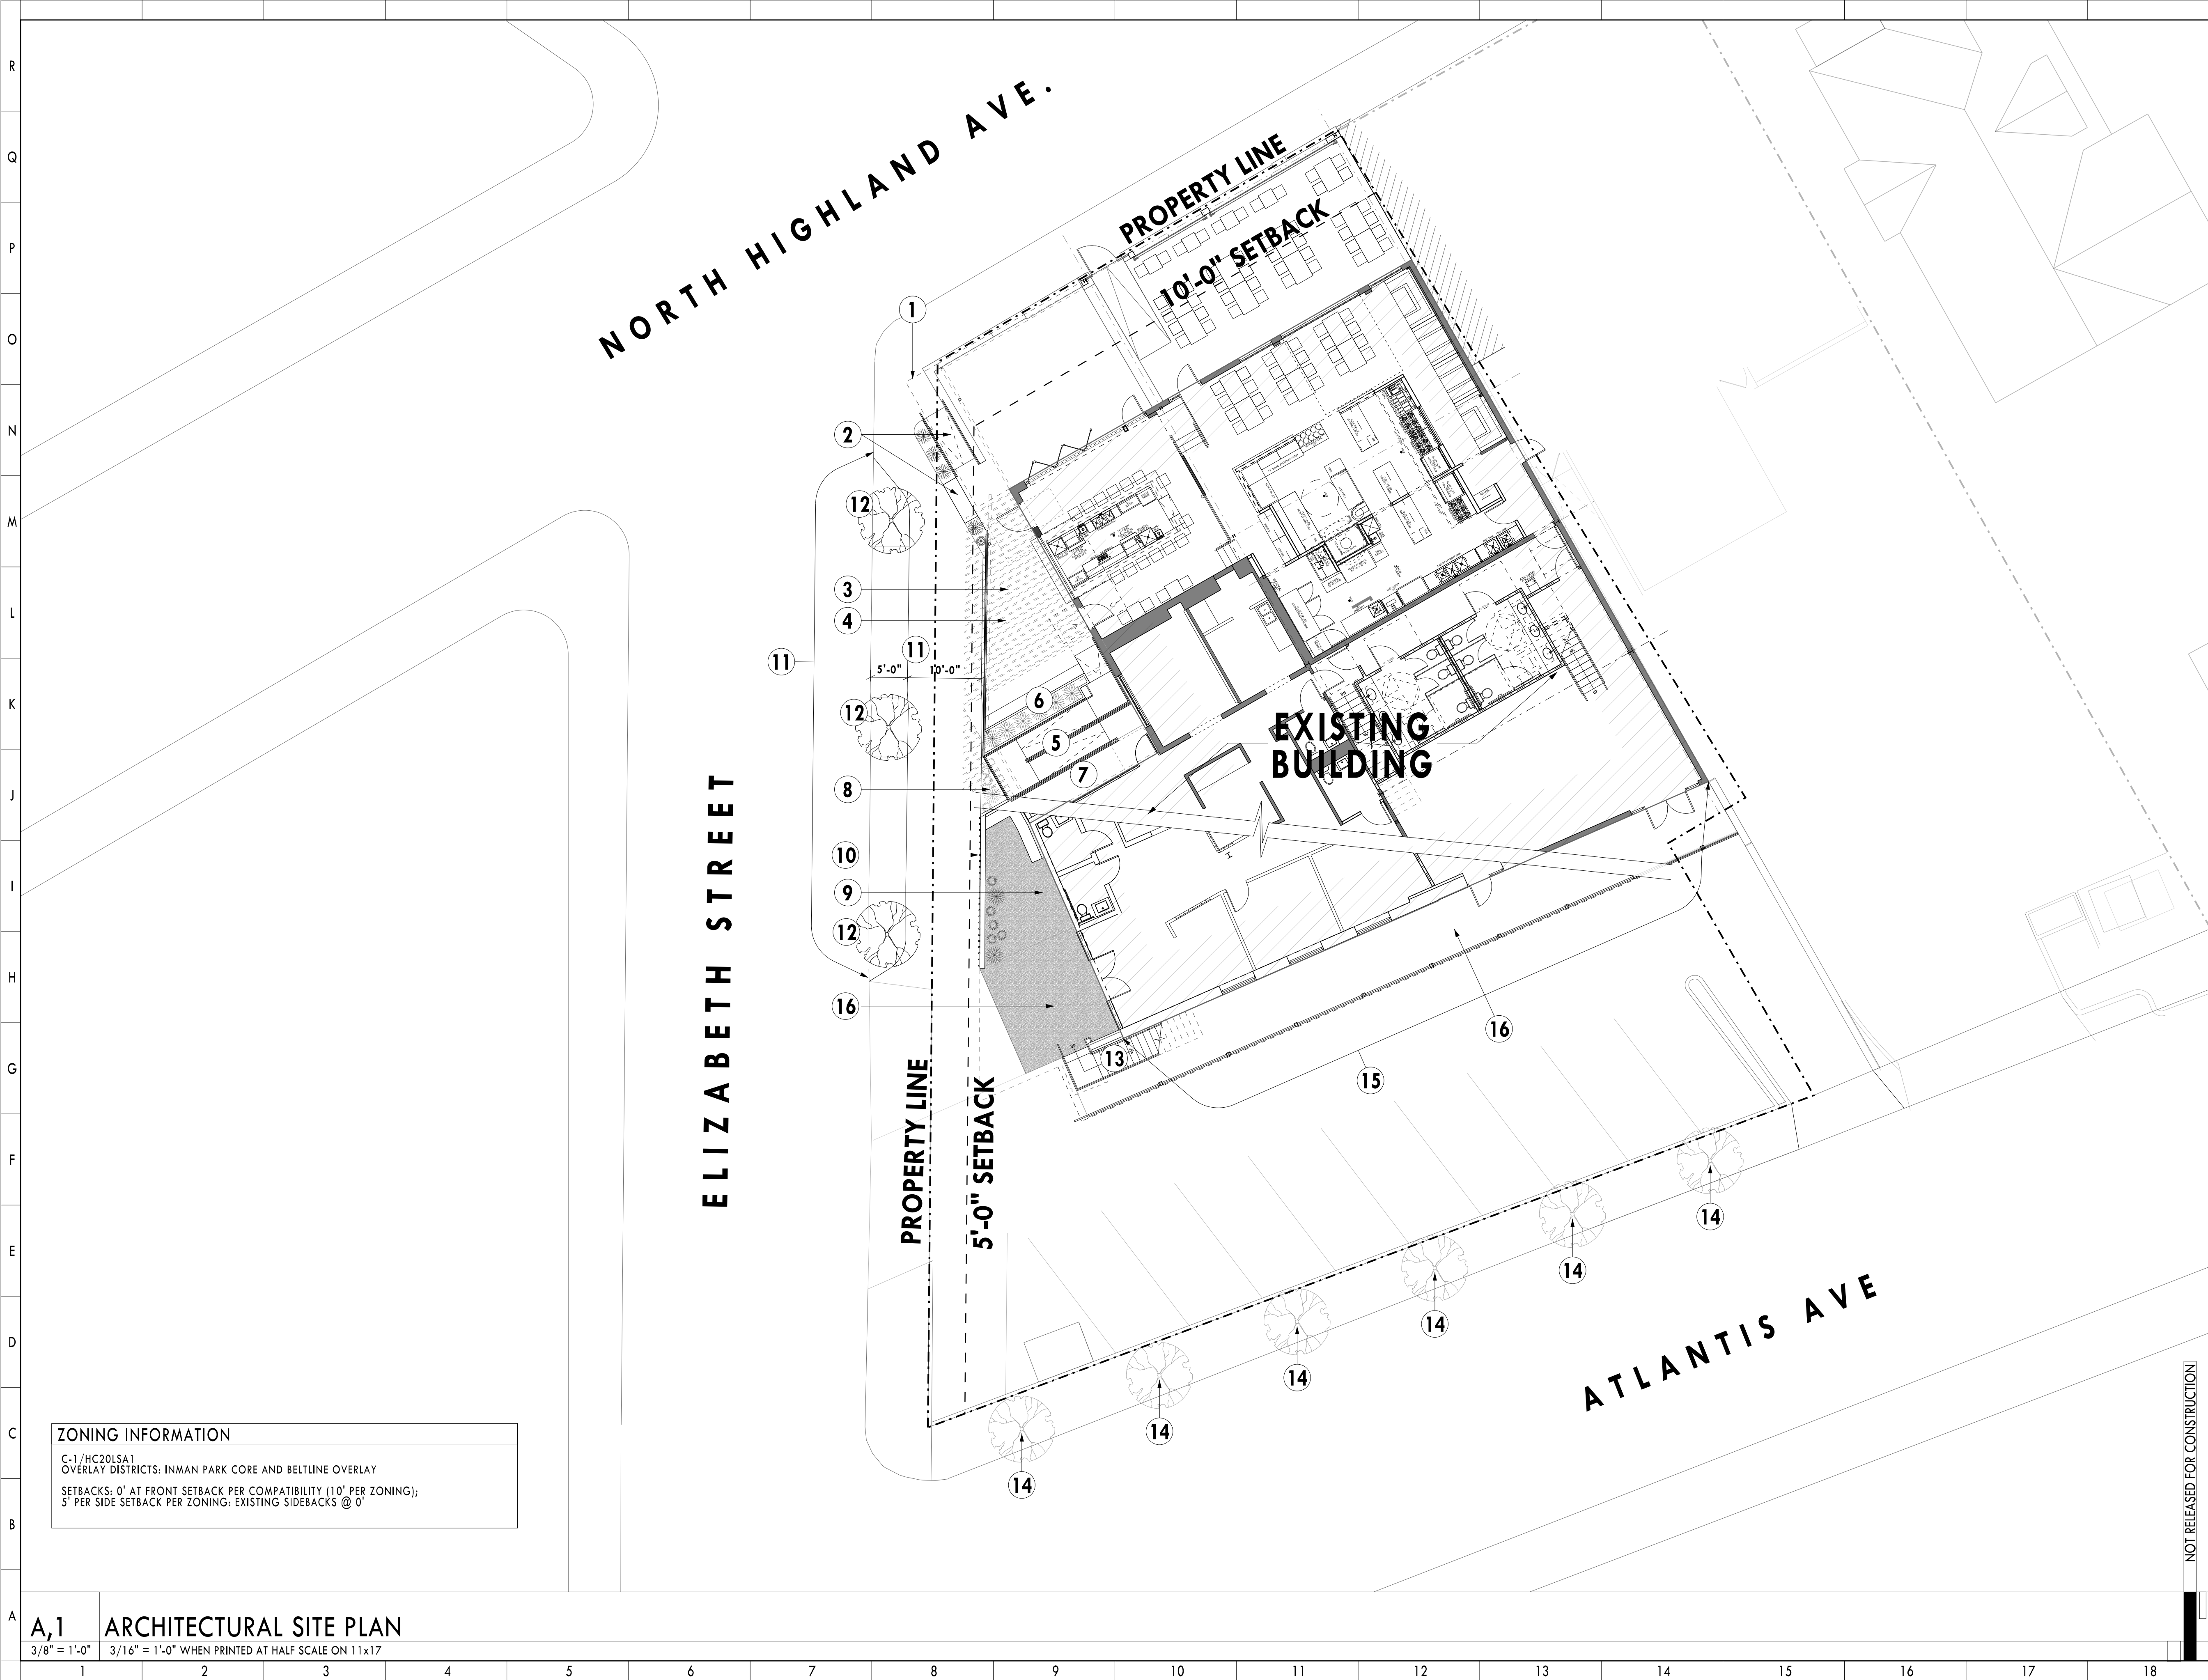 R
Q
P
O
N
M
L
K
J
I
H
G
F
E
D
C
B
A
NORTH HIGHLAND AVE.
PROPERTY LINE
10'-0" SETBACK
1
2
12
3
4
11
11
5'-0"
10'-0"
6
12
5
7
EXISTING
BUILDING
8
10
9
12
16
16
13
15
ELIZABETH STREET
PROPERTY LINE
5'-0" SETBACK
14
14
14
14
14
14
ATLANTIS AVE
ZONING INFORMATION
C-1/HC20LSA1
OVERLAY DISTRICTS: INMAN PARK CORE AND BELTLINE OVERLAY
SETBACKS: 0' AT FRONT SETBACK PER COMPATIBILITY (10' PER ZONING);
5' PER SIDE SETBACK PER ZONING: EXISTING SIDEBACKS @ 0'
NOT RELEASED FOR CONSTRUCTION
A,1
ARCHITECTURAL SITE PLAN
3/8" = 1'-0"
3/16" = 1'-0" WHEN PRINTED AT HALF SCALE ON 11x17
1
2
3
4
5
6
7
8
9
10
11
12
13
14
15
16
17
18